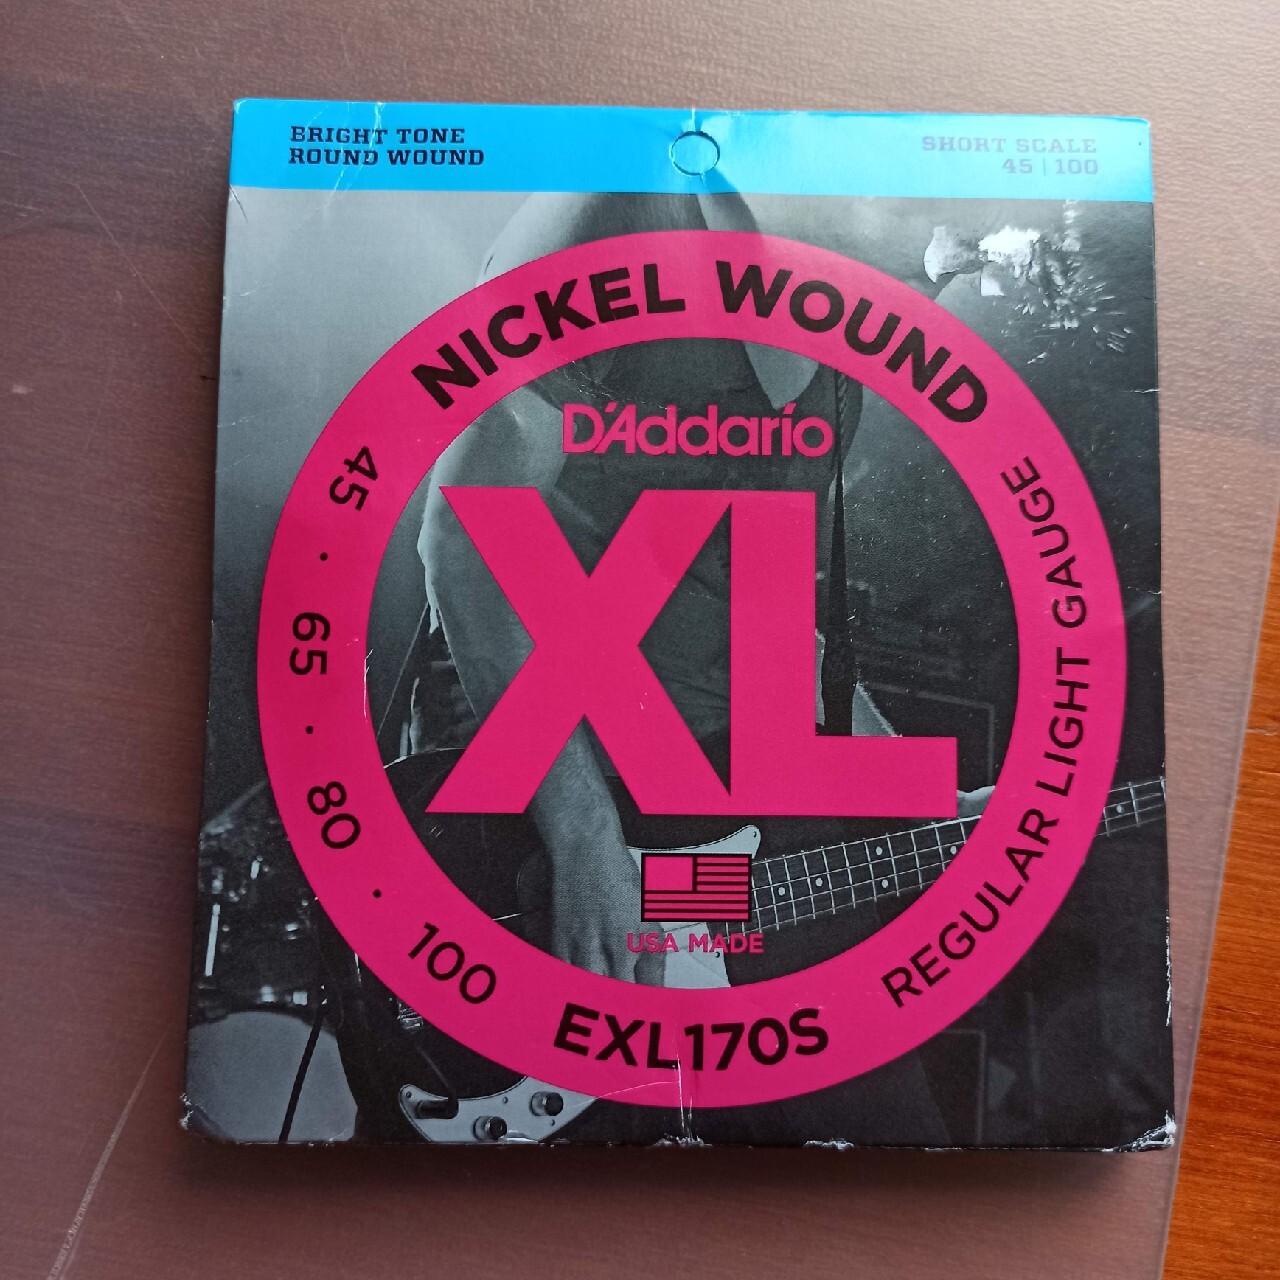 BRIGHT TONE
ROUND WOUND
SHORT SCALE
45 | 100
NICKEL WOUND
D'Addario
XL
USA MADE
45 · 65 · 80 · 100
EXL170S
REGULAR LIGHT GAUGE